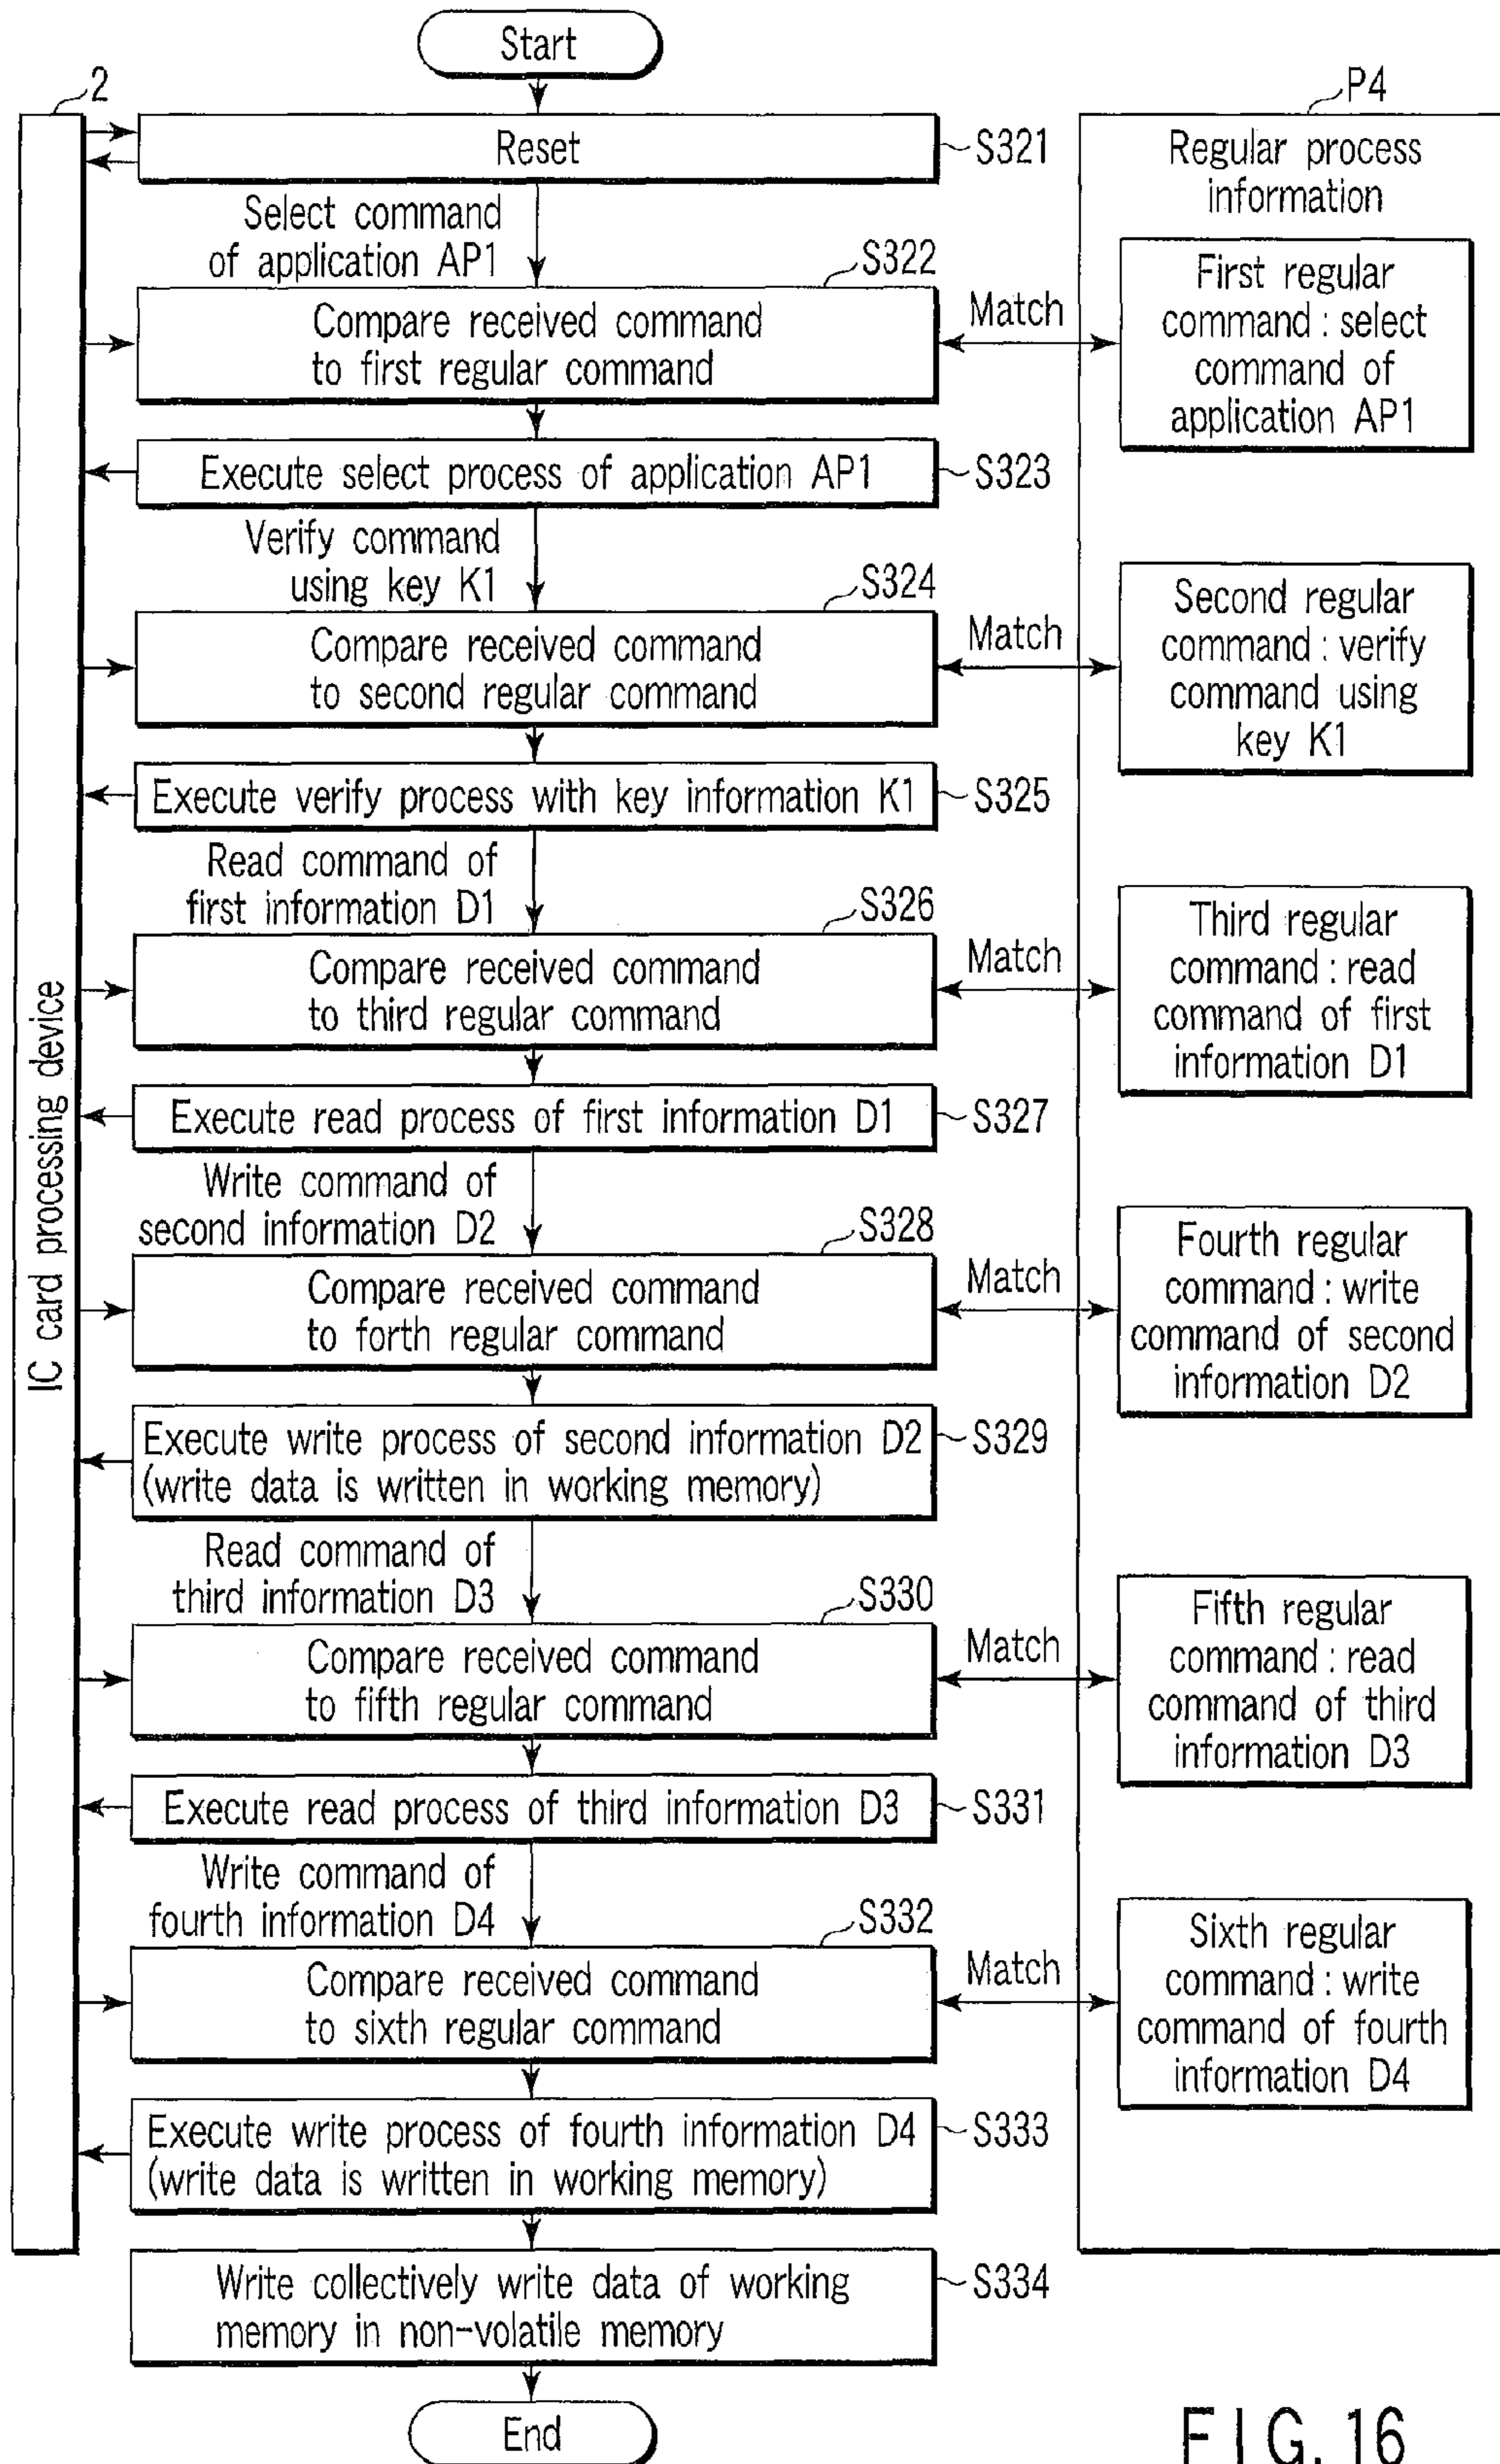 Start
2
P4
Reset
S321
Regular process
information
Select command
of application AP1
S322
Compare received command
to first regular command
Match
First regular
command : select
command of
application AP1
Execute select process of application AP1
S323
Verify command
using key K1
S324
Compare received command
to second regular command
Match
Second regular
command : verify
command using
key K1
Execute verify process with key information K1
S325
Read command of
first information D1
S326
Compare received command
to third regular command
Match
Third regular
command : read
command of first
information D1
IC card processing device
Execute read process of first information D1
S327
Write command of
second information D2
S328
Compare received command
to forth regular command
Match
Fourth regular
command : write
command of second
information D2
Execute write process of second information D2
(write data is written in working memory)
S329
Read command of
third information D3
S330
Compare received command
to fifth regular command
Match
Fifth regular
command : read
command of third
information D3
Execute read process of third information D3
S331
Write command of
fourth information D4
S332
Compare received command
to sixth regular command
Match
Sixth regular
command : write
command of fourth
information D4
Execute write process of fourth information D4
(write data is written in working memory)
S333
Write collectively write data of working
memory in non-volatile memory
S334
End
FIG. 16